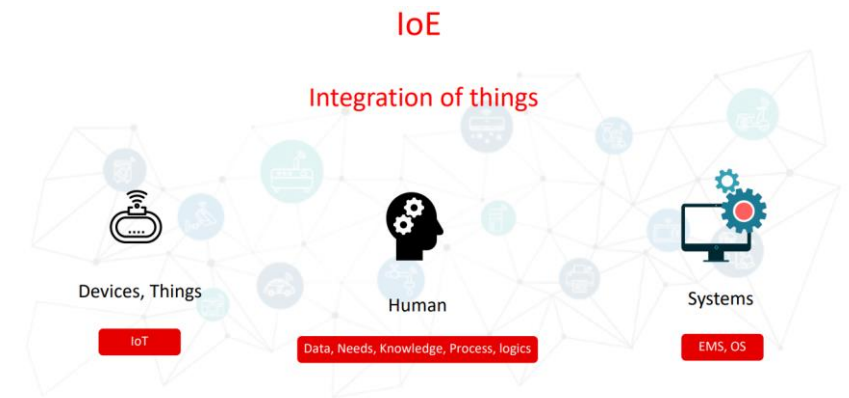 IoE
Integration of things
Devices, Things
Human
Systems
IoT
Data, Needs, Knowledge, Process, logics
EMS, OS